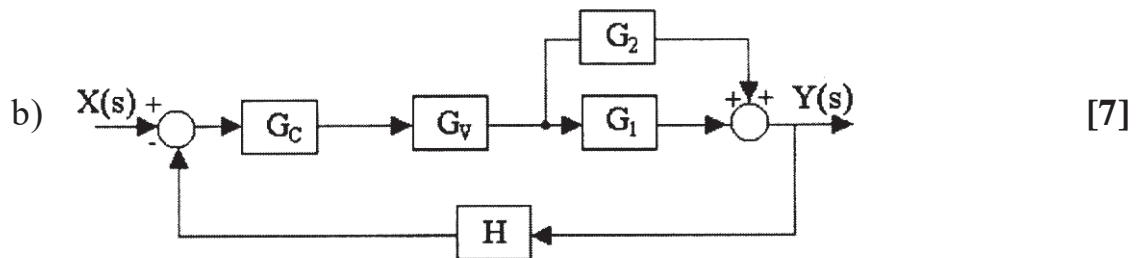 G₂
b) X(s) + - G_C G_V G₁ + + Y(s) [7]
H